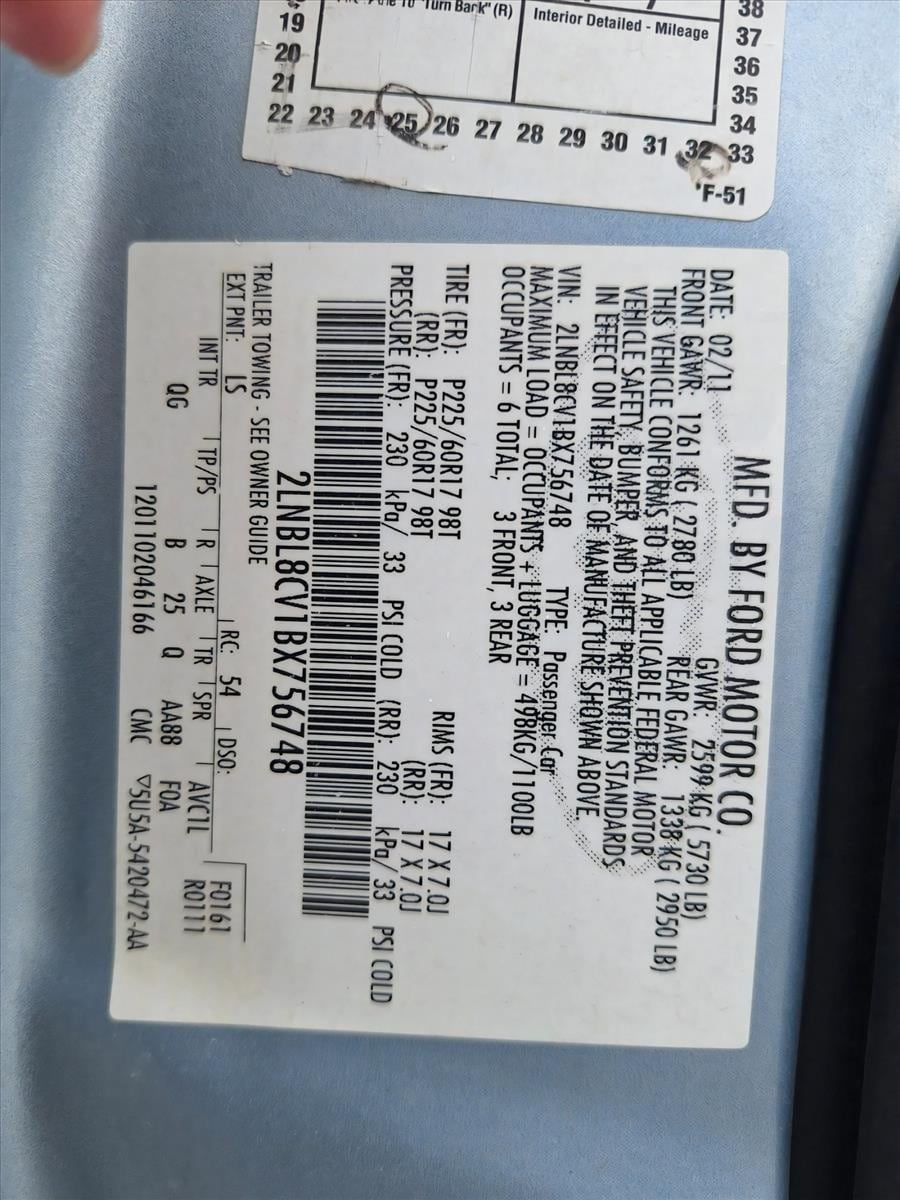 19
20
21
22 23 24 25 26 27 28 29 30 31 32 33
38
37
36
35
34
"Turn Back" (R)
Interior Detailed - Mileage
F-51
MFD. BY FORD MOTOR CO.
DATE: 02/11 GVWR: 2599 KG ( 5730 LB)
FRONT GAWR: 1261 KG ( 2780 LB) REAR GAWR: 1338 KG ( 2950 LB)
THIS VEHICLE CONFORMS TO ALL APPLICABLE FEDERAL MOTOR
VEHICLE SAFETY, BUMPER, AND THEFT PREVENTION STANDARDS
IN EFFECT ON THE DATE OF MANUFACTURE SHOWN ABOVE.
VIN: 2LNBL8CV1BX756748 TYPE: Passenger Car
MAXIMUM LOAD = OCCUPANTS + LUGGAGE = 498KG/1100LB
OCCUPANTS = 6 TOTAL; 3 FRONT, 3 REAR
TIRE (FR): P225/60R17 98T RIMS (FR): 17 X 7.0J
(RR): P225/60R17 98T (RR): 17 X 7.0J
PRESSURE (FR): 230 kPa/ 33 PSI COLD (RR): 230 kPa/ 33 PSI COLD
2LNBL8CV1BX756748
TRAILER TOWING - SEE OWNER GUIDE
EXT PNT: LS RC: 54 DSO: F0161
INT TR TP/PS R AXLE TR SPR AVC1L R0111
QG B 25 Q AA88 FOA
1201102046166 CMC ▽5U5A-5420472-AA